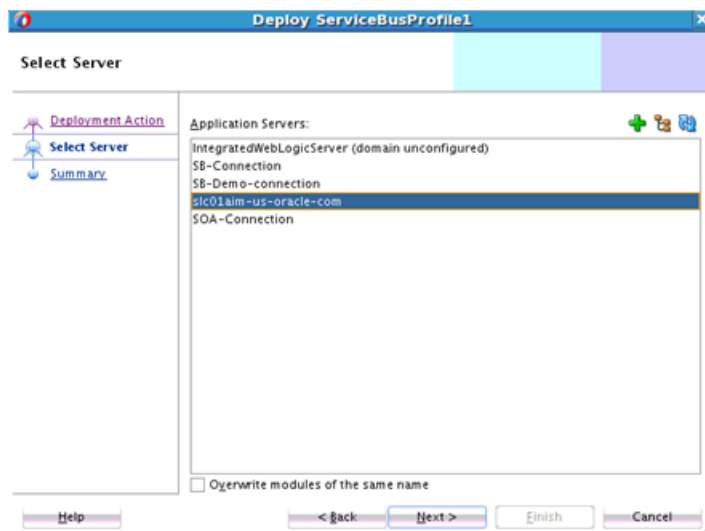 Deploy ServiceBusProfile1
Select Server
Deployment Action
Select Server
Summary
Application Servers:
IntegratedWebLogicServer (domain unconfigured)
SB-Connection
SB-Demo-connection
slc01aim-us-oracle-com
SOA-Connection
Overwrite modules of the same name
Help
< Back
Next >
Finish
Cancel